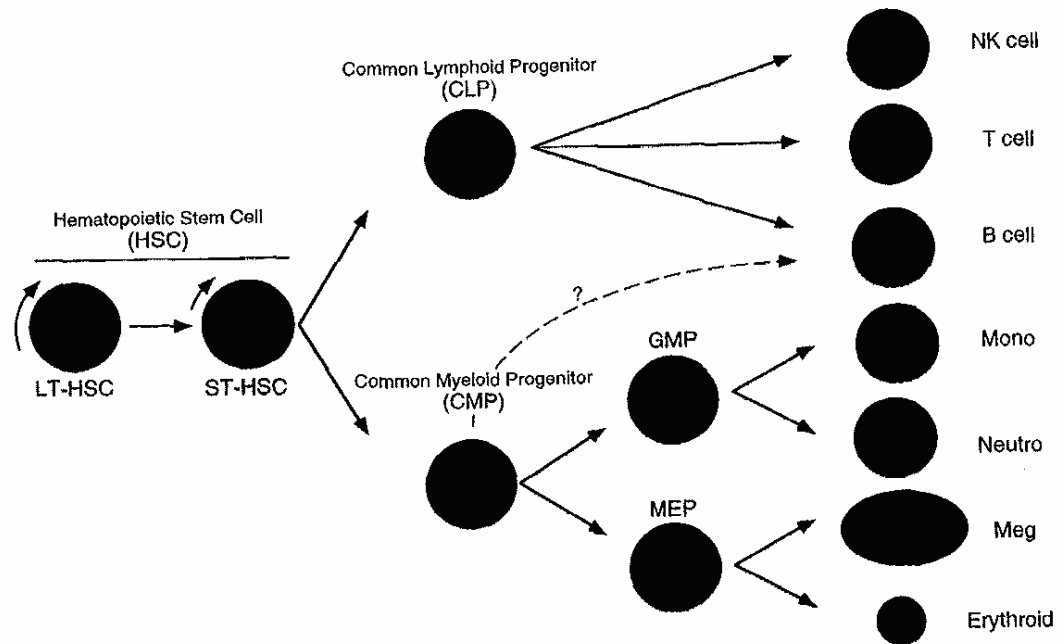 NK cell
Common Lymphoid Progenitor
(CLP)
T cell
Hematopoietic Stem Cell
(HSC)
B cell
?
LT-HSC
ST-HSC
Common Myeloid Progenitor
(CMP)
GMP
Mono
Neutro
MEP
Meg
Erythroid